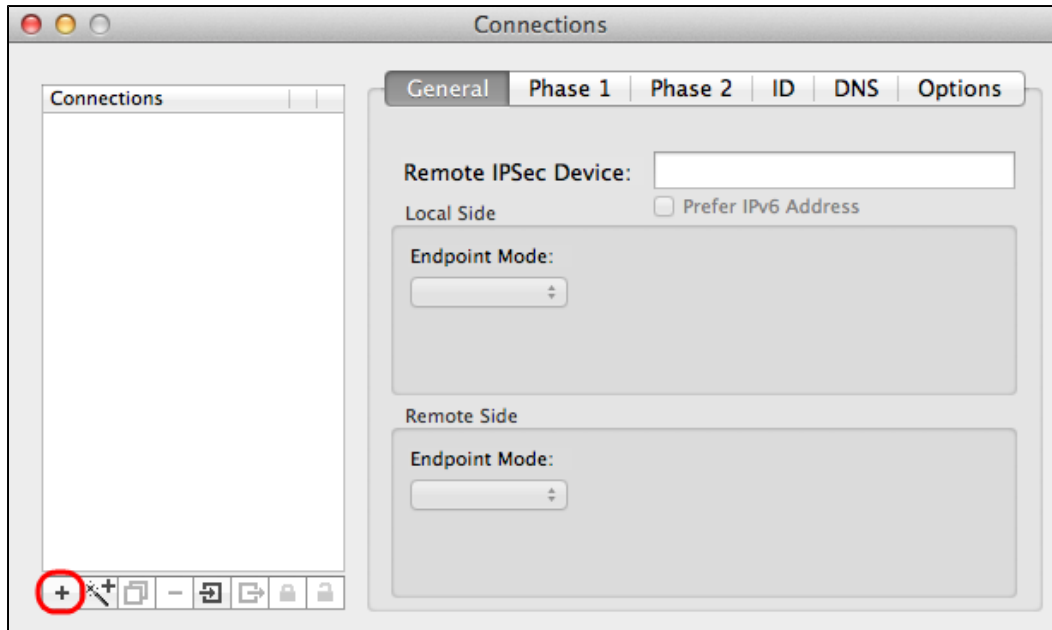 Connections
Connections
General Phase 1 Phase 2 ID DNS Options
Remote IPSec Device:
Prefer IPv6 Address
Local Side
Endpoint Mode:
Remote Side
Endpoint Mode: